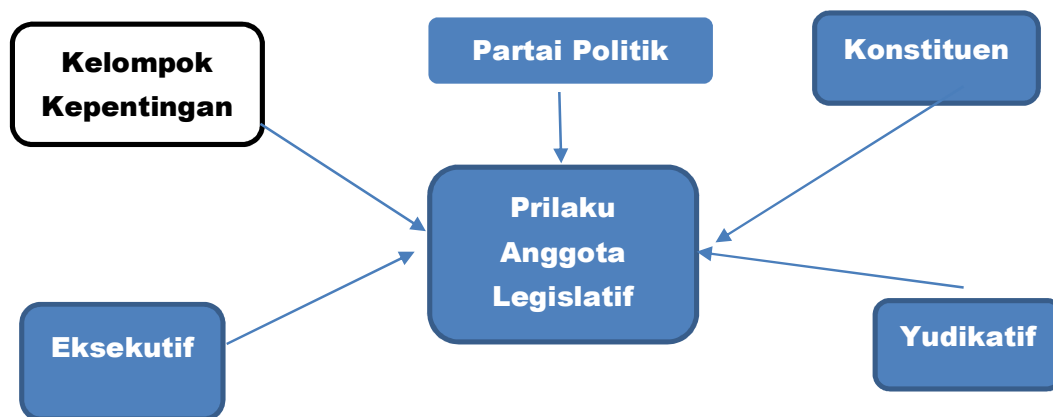 Kelompok
Kepentingan
Partai Politik
Konstituen
Prilaku
Anggota
Legislatif
Eksekutif
Yudikatif